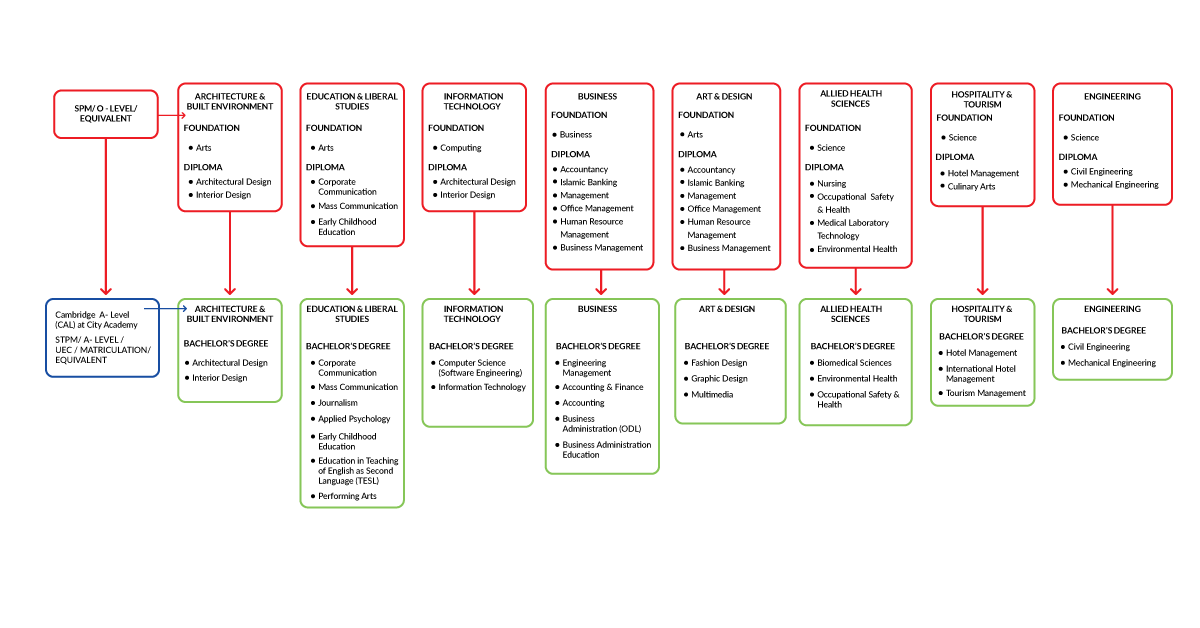 SPM/ O - LEVEL/
EQUIVALENT
ARCHITECTURE &
BUILT ENVIRONMENT
FOUNDATION
• Arts
DIPLOMA
• Architectural Design
• Interior Design
EDUCATION & LIBERAL
STUDIES
FOUNDATION
• Arts
DIPLOMA
• Corporate
Communication
• Mass Communication
• Early Childhood
Education
INFORMATION
TECHNOLOGY
FOUNDATION
• Computing
DIPLOMA
• Architectural Design
• Interior Design
BUSINESS
FOUNDATION
• Business
DIPLOMA
• Accountancy
• Islamic Banking
• Management
• Office Management
• Human Resource
Management
• Business Management
ART & DESIGN
FOUNDATION
• Arts
DIPLOMA
• Accountancy
• Islamic Banking
• Management
• Office Management
• Human Resource
Management
• Business Management
ALLIED HEALTH
SCIENCES
FOUNDATION
• Science
DIPLOMA
• Nursing
• Occupational Safety
& Health
• Medical Laboratory
Technology
• Environmental Health
HOSPITALITY &
TOURISM
FOUNDATION
• Science
DIPLOMA
• Hotel Management
• Culinary Arts
ENGINEERING
FOUNDATION
• Science
DIPLOMA
• Civil Engineering
• Mechanical Engineering
Cambridge A- Level
(CAL) at City Academy
STPM/ A- LEVEL /
UEC / MATRICULATION/
EQUIVALENT
ARCHITECTURE &
BUILT ENVIRONMENT
BACHELOR'S DEGREE
• Architectural Design
• Interior Design
EDUCATION & LIBERAL
STUDIES
BACHELOR'S DEGREE
• Corporate
Communication
• Mass Communication
• Journalism
• Applied Psychology
• Early Childhood
Education
• Education in Teaching
of English as Second
Language (TESL)
• Performing Arts
INFORMATION
TECHNOLOGY
BACHELOR'S DEGREE
• Computer Science
(Software Engineering)
• Information Technology
BUSINESS
BACHELOR'S DEGREE
• Engineering
Management
• Accounting & Finance
• Accounting
• Business
Administration (ODL)
• Business Administration
Education
ART & DESIGN
BACHELOR'S DEGREE
• Fashion Design
• Graphic Design
• Multimedia
ALLIED HEALTH
SCIENCES
BACHELOR'S DEGREE
• Biomedical Sciences
• Environmental Health
• Occupational Safety &
Health
HOSPITALITY &
TOURISM
BACHELOR'S DEGREE
• Hotel Management
• International Hotel
Management
• Tourism Management
ENGINEERING
BACHELOR'S DEGREE
• Civil Engineering
• Mechanical Engineering